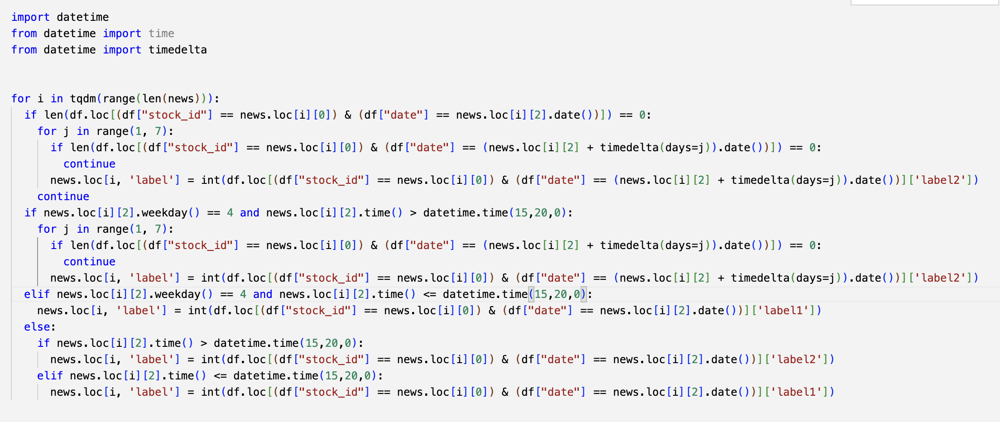 import datetime
from datetime import time
from datetime import timedelta
for i in tqdm(range(len(news))):
  if len(df.loc[(df["stock_id"] == news.loc[i][0]) & (df["date"] == news.loc[i][2].date())]) == 0:
    for j in range(1, 7):
      if len(df.loc[(df["stock_id"] == news.loc[i][0]) & (df["date"] == (news.loc[i][2] + timedelta(days=j)).date())]) == 0:
        continue
      news.loc[i, 'label'] = int(df.loc[(df["stock_id"] == news.loc[i][0]) & (df["date"] == (news.loc[i][2] + timedelta(days=j)).date())]['label2'])
    continue
  if news.loc[i][2].weekday() == 4 and news.loc[i][2].time() > datetime.time(15,20,0):
    for j in range(1, 7):
      if len(df.loc[(df["stock_id"] == news.loc[i][0]) & (df["date"] == (news.loc[i][2] + timedelta(days=j)).date())]) == 0:
        continue
      news.loc[i, 'label'] = int(df.loc[(df["stock_id"] == news.loc[i][0]) & (df["date"] == (news.loc[i][2] + timedelta(days=j)).date())]['label2'])
  elif news.loc[i][2].weekday() == 4 and news.loc[i][2].time() <= datetime.time(15,20,0):
    news.loc[i, 'label'] = int(df.loc[(df["stock_id"] == news.loc[i][0]) & (df["date"] == news.loc[i][2].date())]['label1'])
  else:
    if news.loc[i][2].time() > datetime.time(15,20,0):
      news.loc[i, 'label'] = int(df.loc[(df["stock_id"] == news.loc[i][0]) & (df["date"] == news.loc[i][2].date())]['label2'])
    elif news.loc[i][2].time() <= datetime.time(15,20,0):
      news.loc[i, 'label'] = int(df.loc[(df["stock_id"] == news.loc[i][0]) & (df["date"] == news.loc[i][2].date())]['label1'])